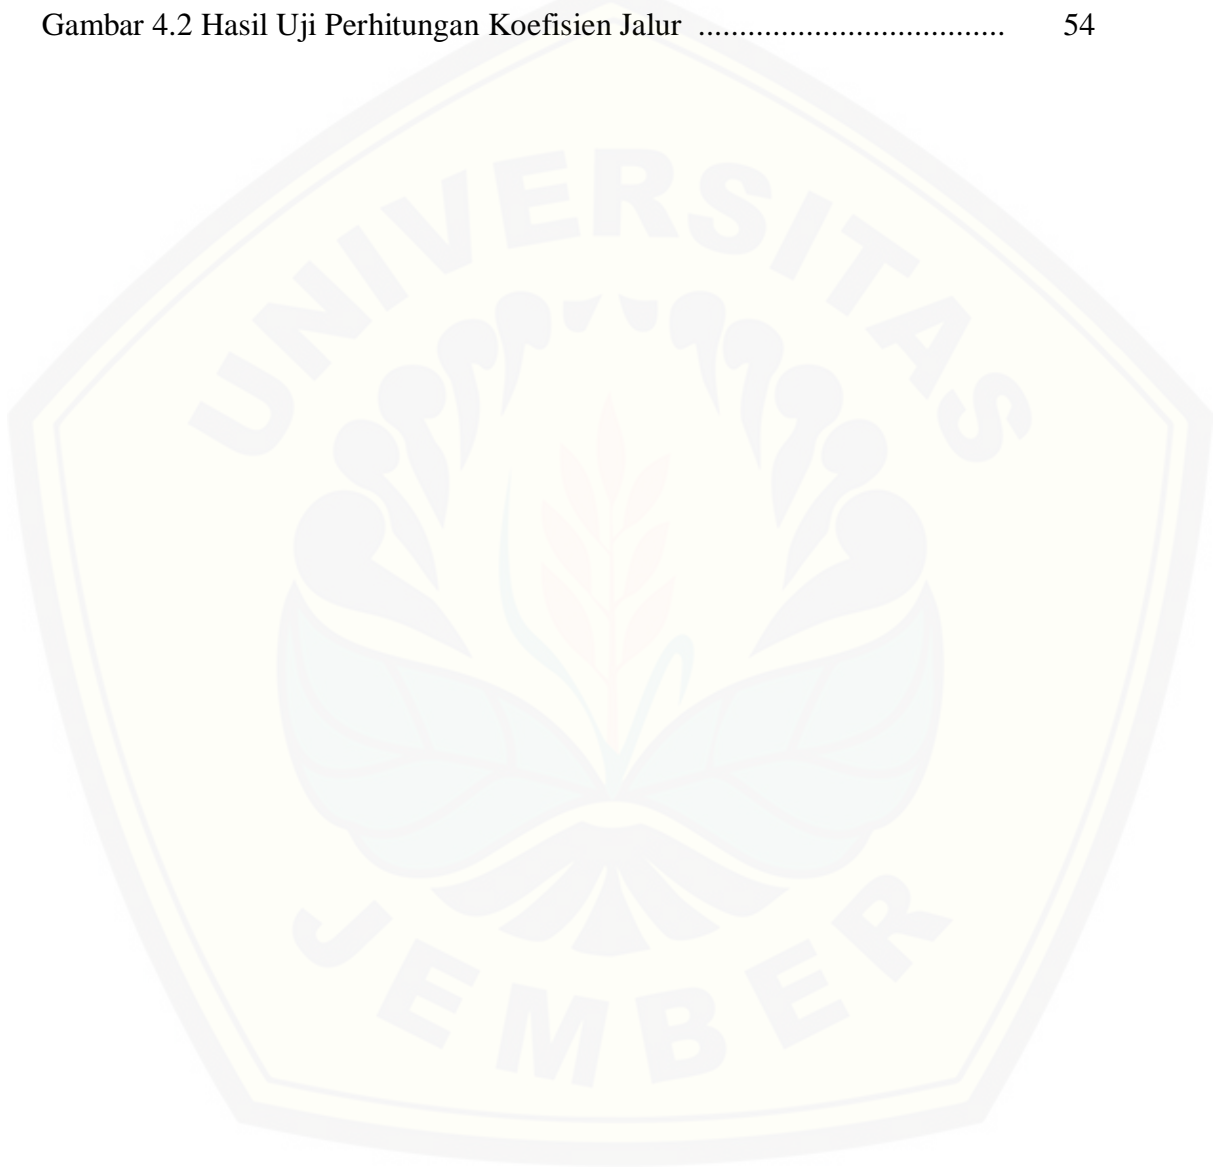 Gambar 4.2 Hasil Uji Perhitungan Koefisien Jalur ..................................... 54
UNIVERSITAS
JEMBER